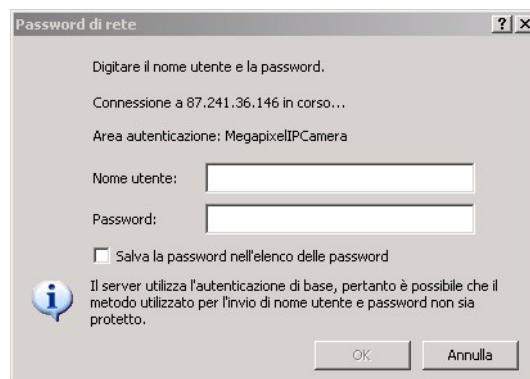 Password di rete
Digitare il nome utente e la password.
Connessione a 87.241.36.146 in corso...
Area autenticazione: MegapixelIPCamera
Nome utente:
Password:
Salva la password nell'elenco delle password
Il server utilizza l'autenticazione di base, pertanto è possibile che il
metodo utilizzato per l'invio di nome utente e password non sia
protetto.
OK
Annulla